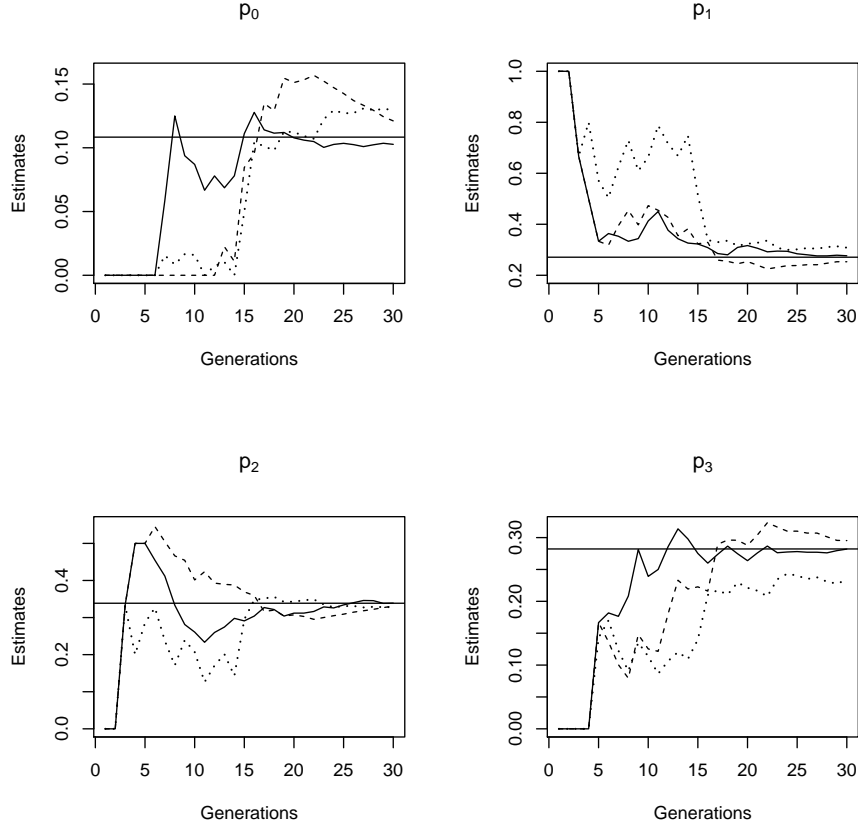 p₀
Estimates
0.00 0.05 0.10 0.15
0 5 10 15 20 25 30
Generations
p₁
Estimates
0.2 0.4 0.6 0.8 1.0
0 5 10 15 20 25 30
Generations
p₂
Estimates
0.0 0.2 0.4
0 5 10 15 20 25 30
Generations
p₃
Estimates
0.00 0.10 0.20 0.30
0 5 10 15 20 25 30
Generations